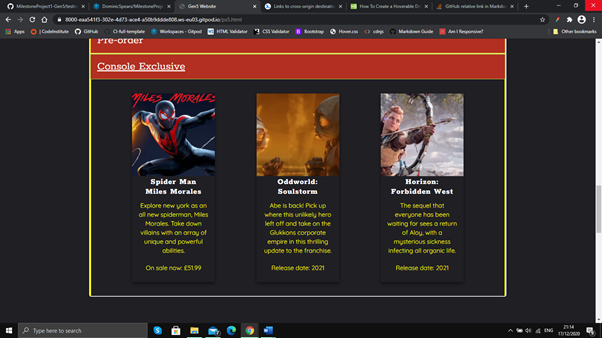 MilestoneProject1-Gen5/testin
DominicSpears/MilestoneProje
Gen5 Website
Links to cross-origin destinatio
How To Create a Hoverable Dr
GitHub relative link in Markdo
8000-eaa541f3-302e-4d73-ace4-a50b9ddde808.ws-eu03.gitpod.io/ps5.html
Apps
| CodeInstitute
GitHub
CI-full-template
Workspaces - Gitpod
HTML Validator
CSS Validator
Bootstrap
Hover.css
cdnjs
Markdown Guide
Am I Responsive?
Other bookmarks
Pre-order
Console Exclusive
MILES MORALES
Spider Man
Miles Morales
Explore new york as an
all new spiderman, Miles
Morales. Take down
villains with an array of
unique and powerful
abilities.
On sale now: £51.99
Oddworld:
Soulstorm
Abe is back! Pick up
where this unlikely hero
left off and take on the
Glukkons corporate
empire in this thrilling
update to the franchise.
Release date: 2021
Horizon:
Forbidden West
The sequel that
everyone has been
waiting for sees a return
of Aloy, with a
mysterious sickness
infecting all organic life.
Release date: 2021
Type here to search
ENG
21:14
17/12/2020